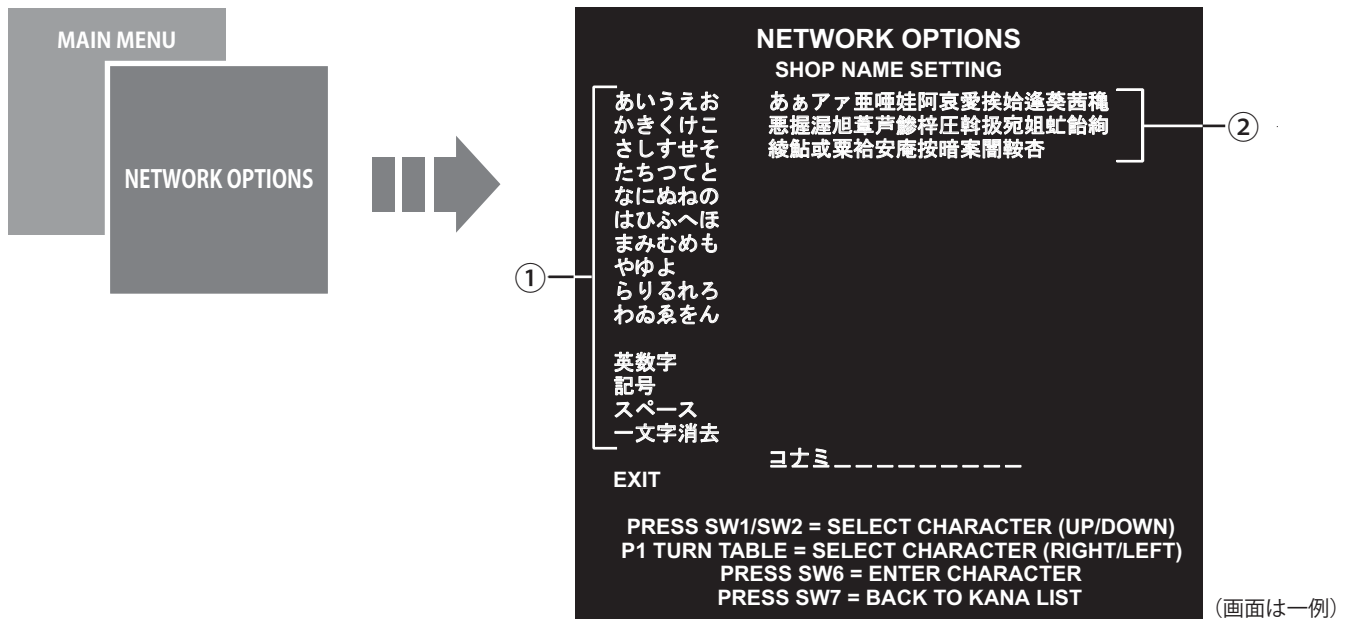 MAIN MENU
NETWORK OPTIONS
NETWORK OPTIONS
SHOP NAME SETTING
①
あいうえお
かきくけこ
さしすせそ
たちつてと
なにぬねの
はひふへほ
まみむめも
やゆよ
らりるれろ
わゐゑをん
英数字
記号
スペース
一文字消去
EXIT
あぁアァ亜唖娃阿哀愛挨姶逢葵茜穐
悪握渥旭葦芦鯵梓圧斡扱宛姐虻飴絢
綾鮎或粟袷安庵按暗案闇鞍杏
②
コナミ_________
PRESS SW1/SW2 = SELECT CHARACTER (UP/DOWN)
P1 TURN TABLE = SELECT CHARACTER (RIGHT/LEFT)
PRESS SW6 = ENTER CHARACTER
PRESS SW7 = BACK TO KANA LIST
（画面は一例）